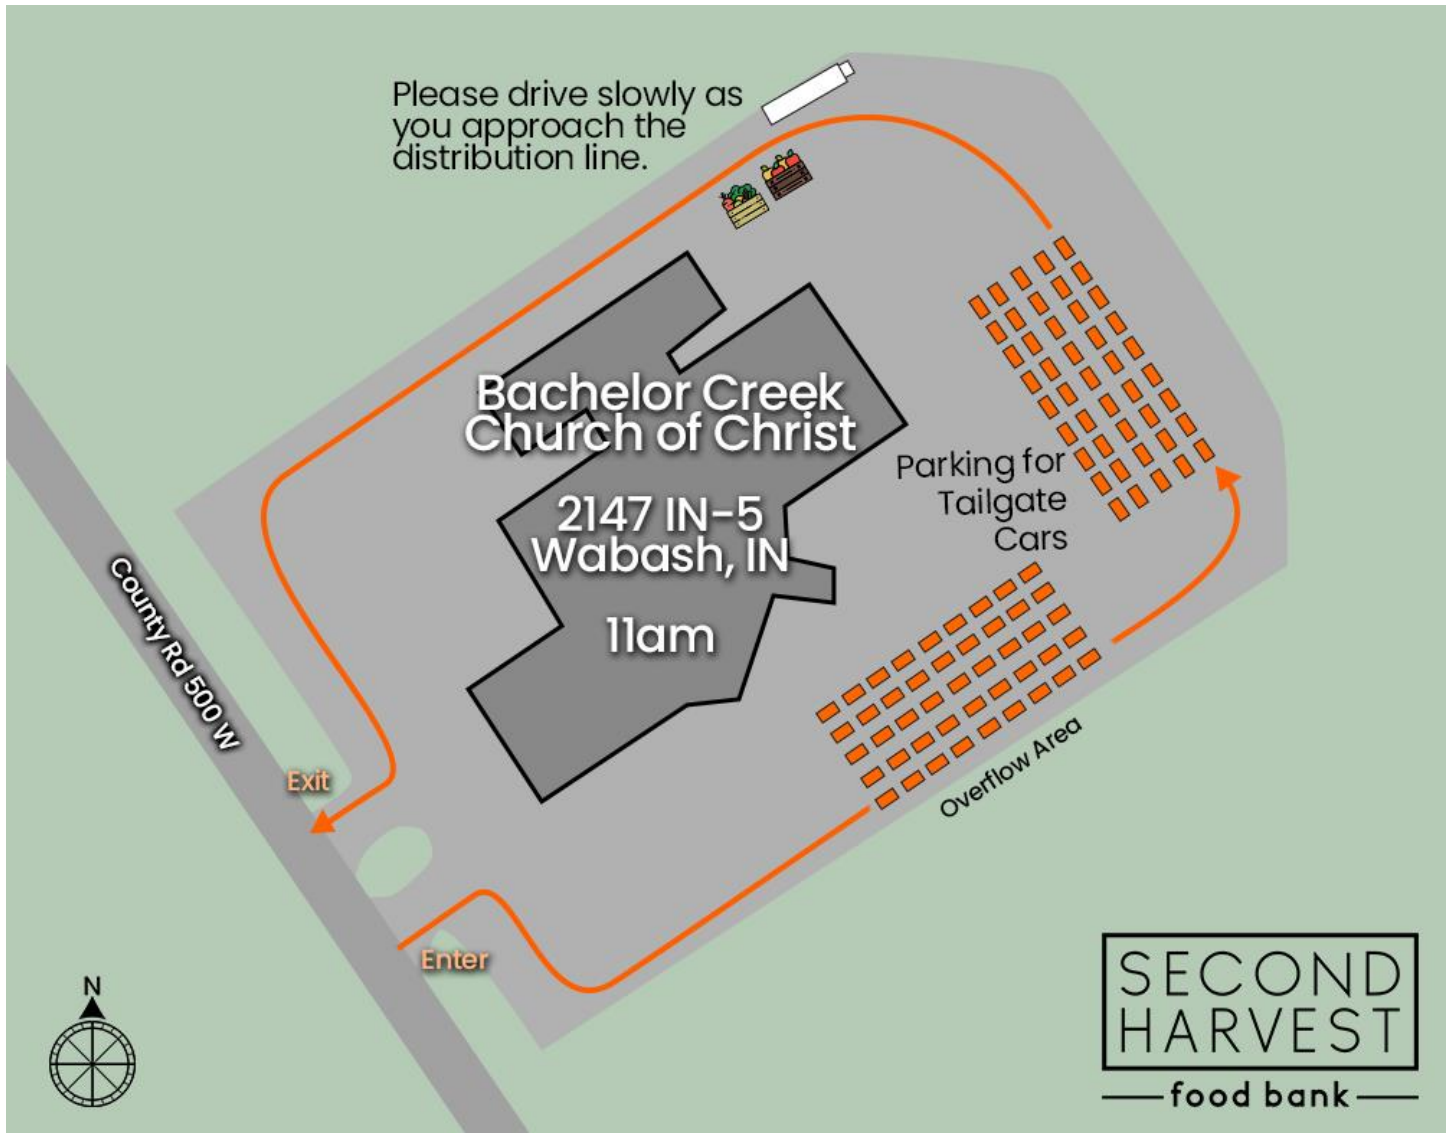 Please drive slowly as
you approach the
distribution line.
Bachelor Creek
Church of Christ
2147 IN-5
Wabash, IN
11am
Parking for
Tailgate
Cars
Overflow Area
County Rd 500 W
Exit
Enter
N
SECOND
HARVEST
food bank